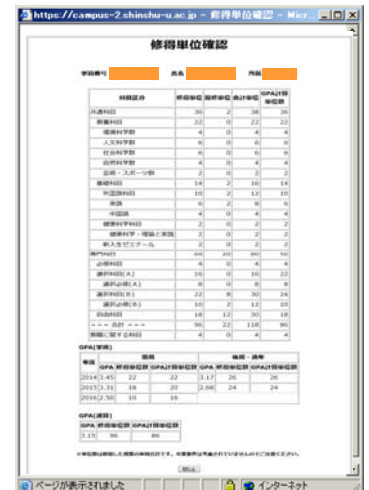 https://campus-2.shinshu-u.ac.jp - 修得単位確認 - Micr...
修得単位確認
学籍番号 氏名 所属
科目区分 修得単位 履修単位 合計単位 GPA計算単位数
共通科目 36 2 38 36
教養科目 22 0 22 22
環境科学群 4 0 4 4
人文科学群 6 0 6 6
社会科学群 6 0 6 6
自然科学群 4 0 4 4
芸術・スポーツ群 2 0 2 2
基礎科目 14 2 16 14
外国語科目 10 2 12 10
英語 6 2 8 6
中国語 4 0 4 4
健康科学科目 2 0 2 2
健康科学・理論と実践 2 0 2 2
新入生ゼミナール 2 0 2 2
専門科目 60 20 80 50
必修科目 4 0 4 4
選択科目(A) 16 0 16 22
選択必修(A) 8 0 8 8
選択科目(B) 22 8 30 24
選択必修(B) 10 2 12 10
自由科目 18 12 30 18
--- 合計 --- 96 22 118 86
教職に関する科目 4 0 4 4
GPA(学期)
年度 前期 後期・通年
GPA 修得単位数 GPA計算単位数 GPA 修得単位数 GPA計算単位数
2014 3.45 22 22 3.17 26 26
2015 3.31 18 20 2.68 24 24
2016 2.50 10 16
GPA(通算)
GPA 修得単位数 GPA計算単位数
3.15 96 86
閉じる
ページが表示されました インターネット